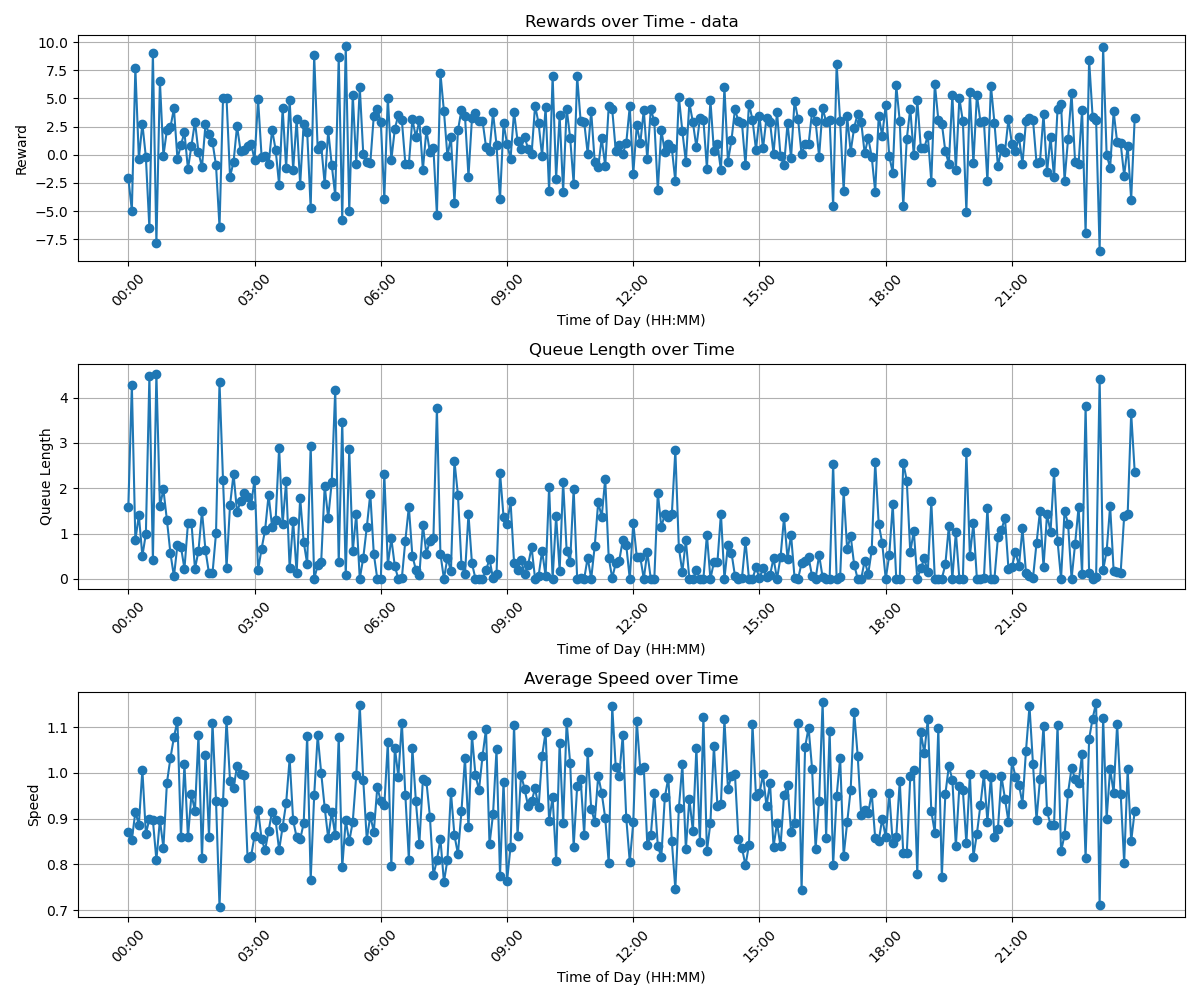 Rewards over Time - data
10.0
7.5
5.0
2.5
0.0
−2.5
−5.0
−7.5
Reward
00:00 03:00 06:00 09:00 12:00 15:00 18:00 21:00
Time of Day (HH:MM)
Queue Length over Time
4
3
2
1
0
Queue Length
00:00 03:00 06:00 09:00 12:00 15:00 18:00 21:00
Time of Day (HH:MM)
Average Speed over Time
1.1
1.0
0.9
0.8
0.7
Speed
00:00 03:00 06:00 09:00 12:00 15:00 18:00 21:00
Time of Day (HH:MM)